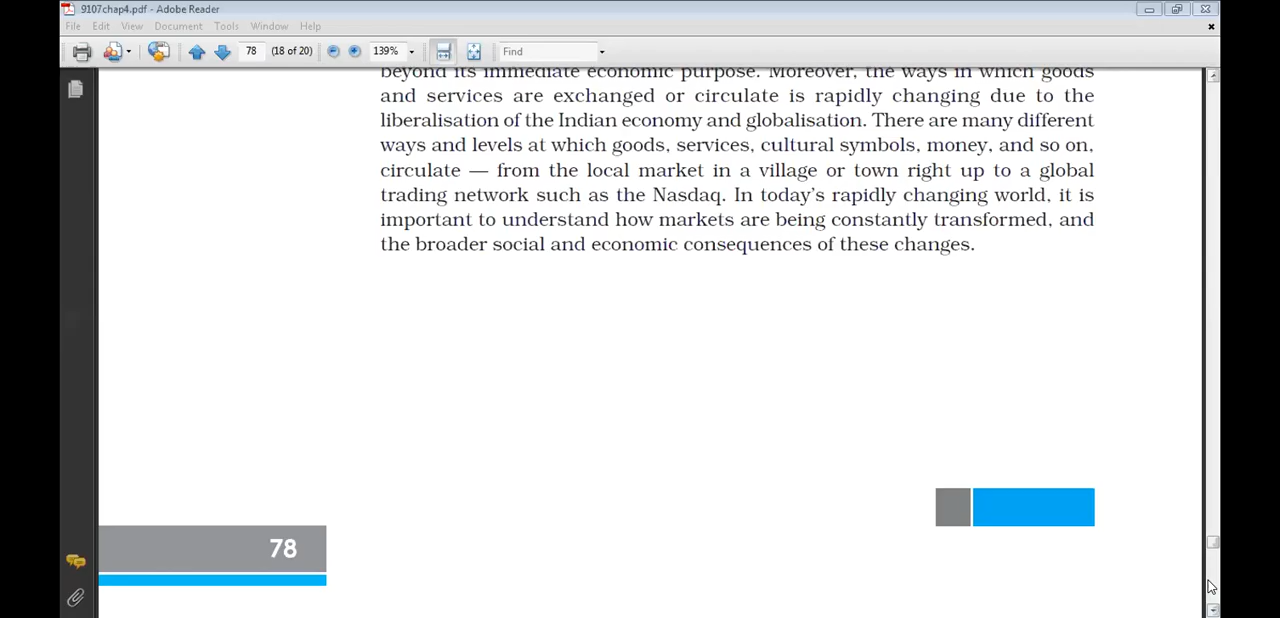 9107chap4.pdf - Adobe Reader
File Edit View Document Tools Window Help
78 (18 of 20) 139% Find
beyond its immediate economic purpose. Moreover, the ways in which goods
and services are exchanged or circulate is rapidly changing due to the
liberalisation of the Indian economy and globalisation. There are many different
ways and levels at which goods, services, cultural symbols, money, and so on,
circulate — from the local market in a village or town right up to a global
trading network such as the Nasdaq. In today's rapidly changing world, it is
important to understand how markets are being constantly transformed, and
the broader social and economic consequences of these changes.
78